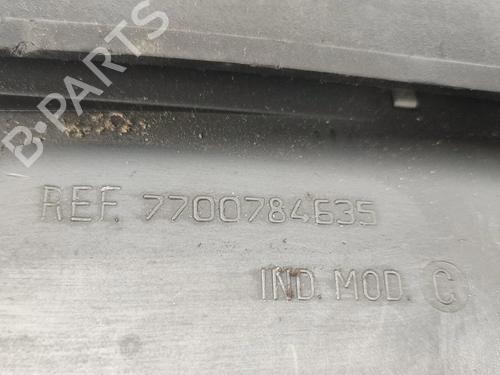 B-PARTS
REF. 7700784635
IND. MOD. C